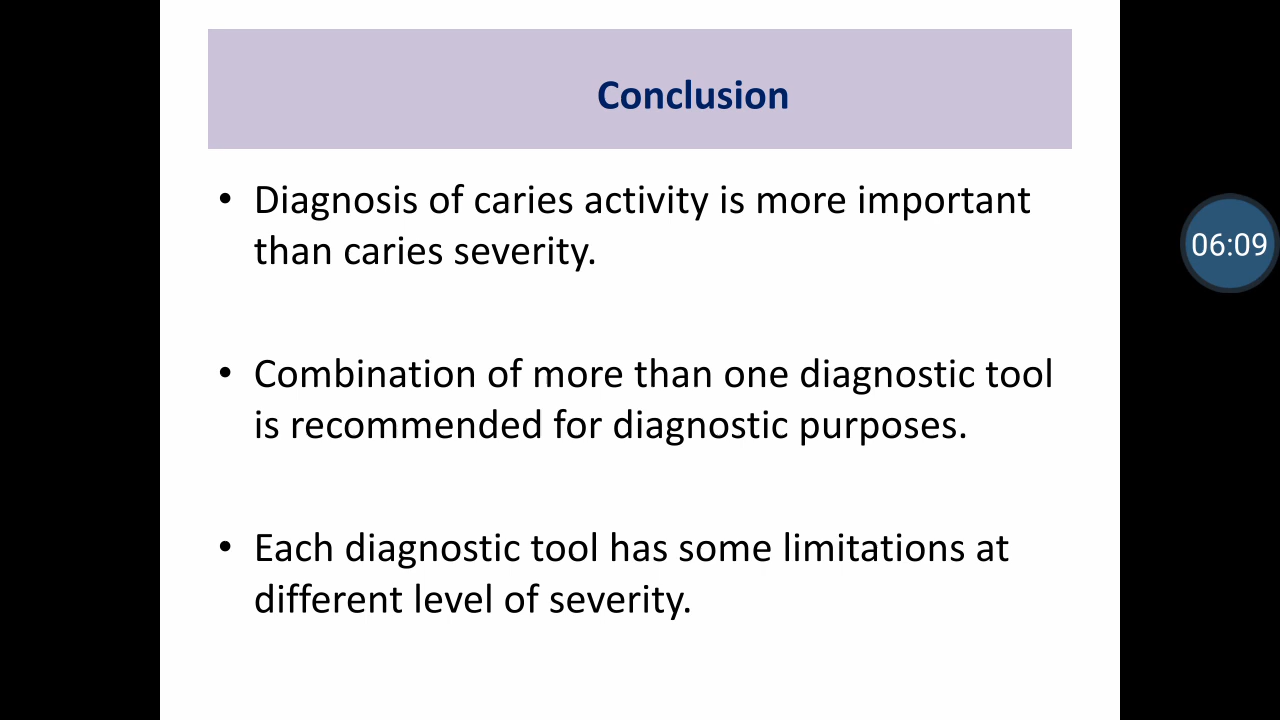 Conclusion
• Diagnosis of caries activity is more important
than caries severity.
• Combination of more than one diagnostic tool
is recommended for diagnostic purposes.
• Each diagnostic tool has some limitations at
different level of severity.
06:09